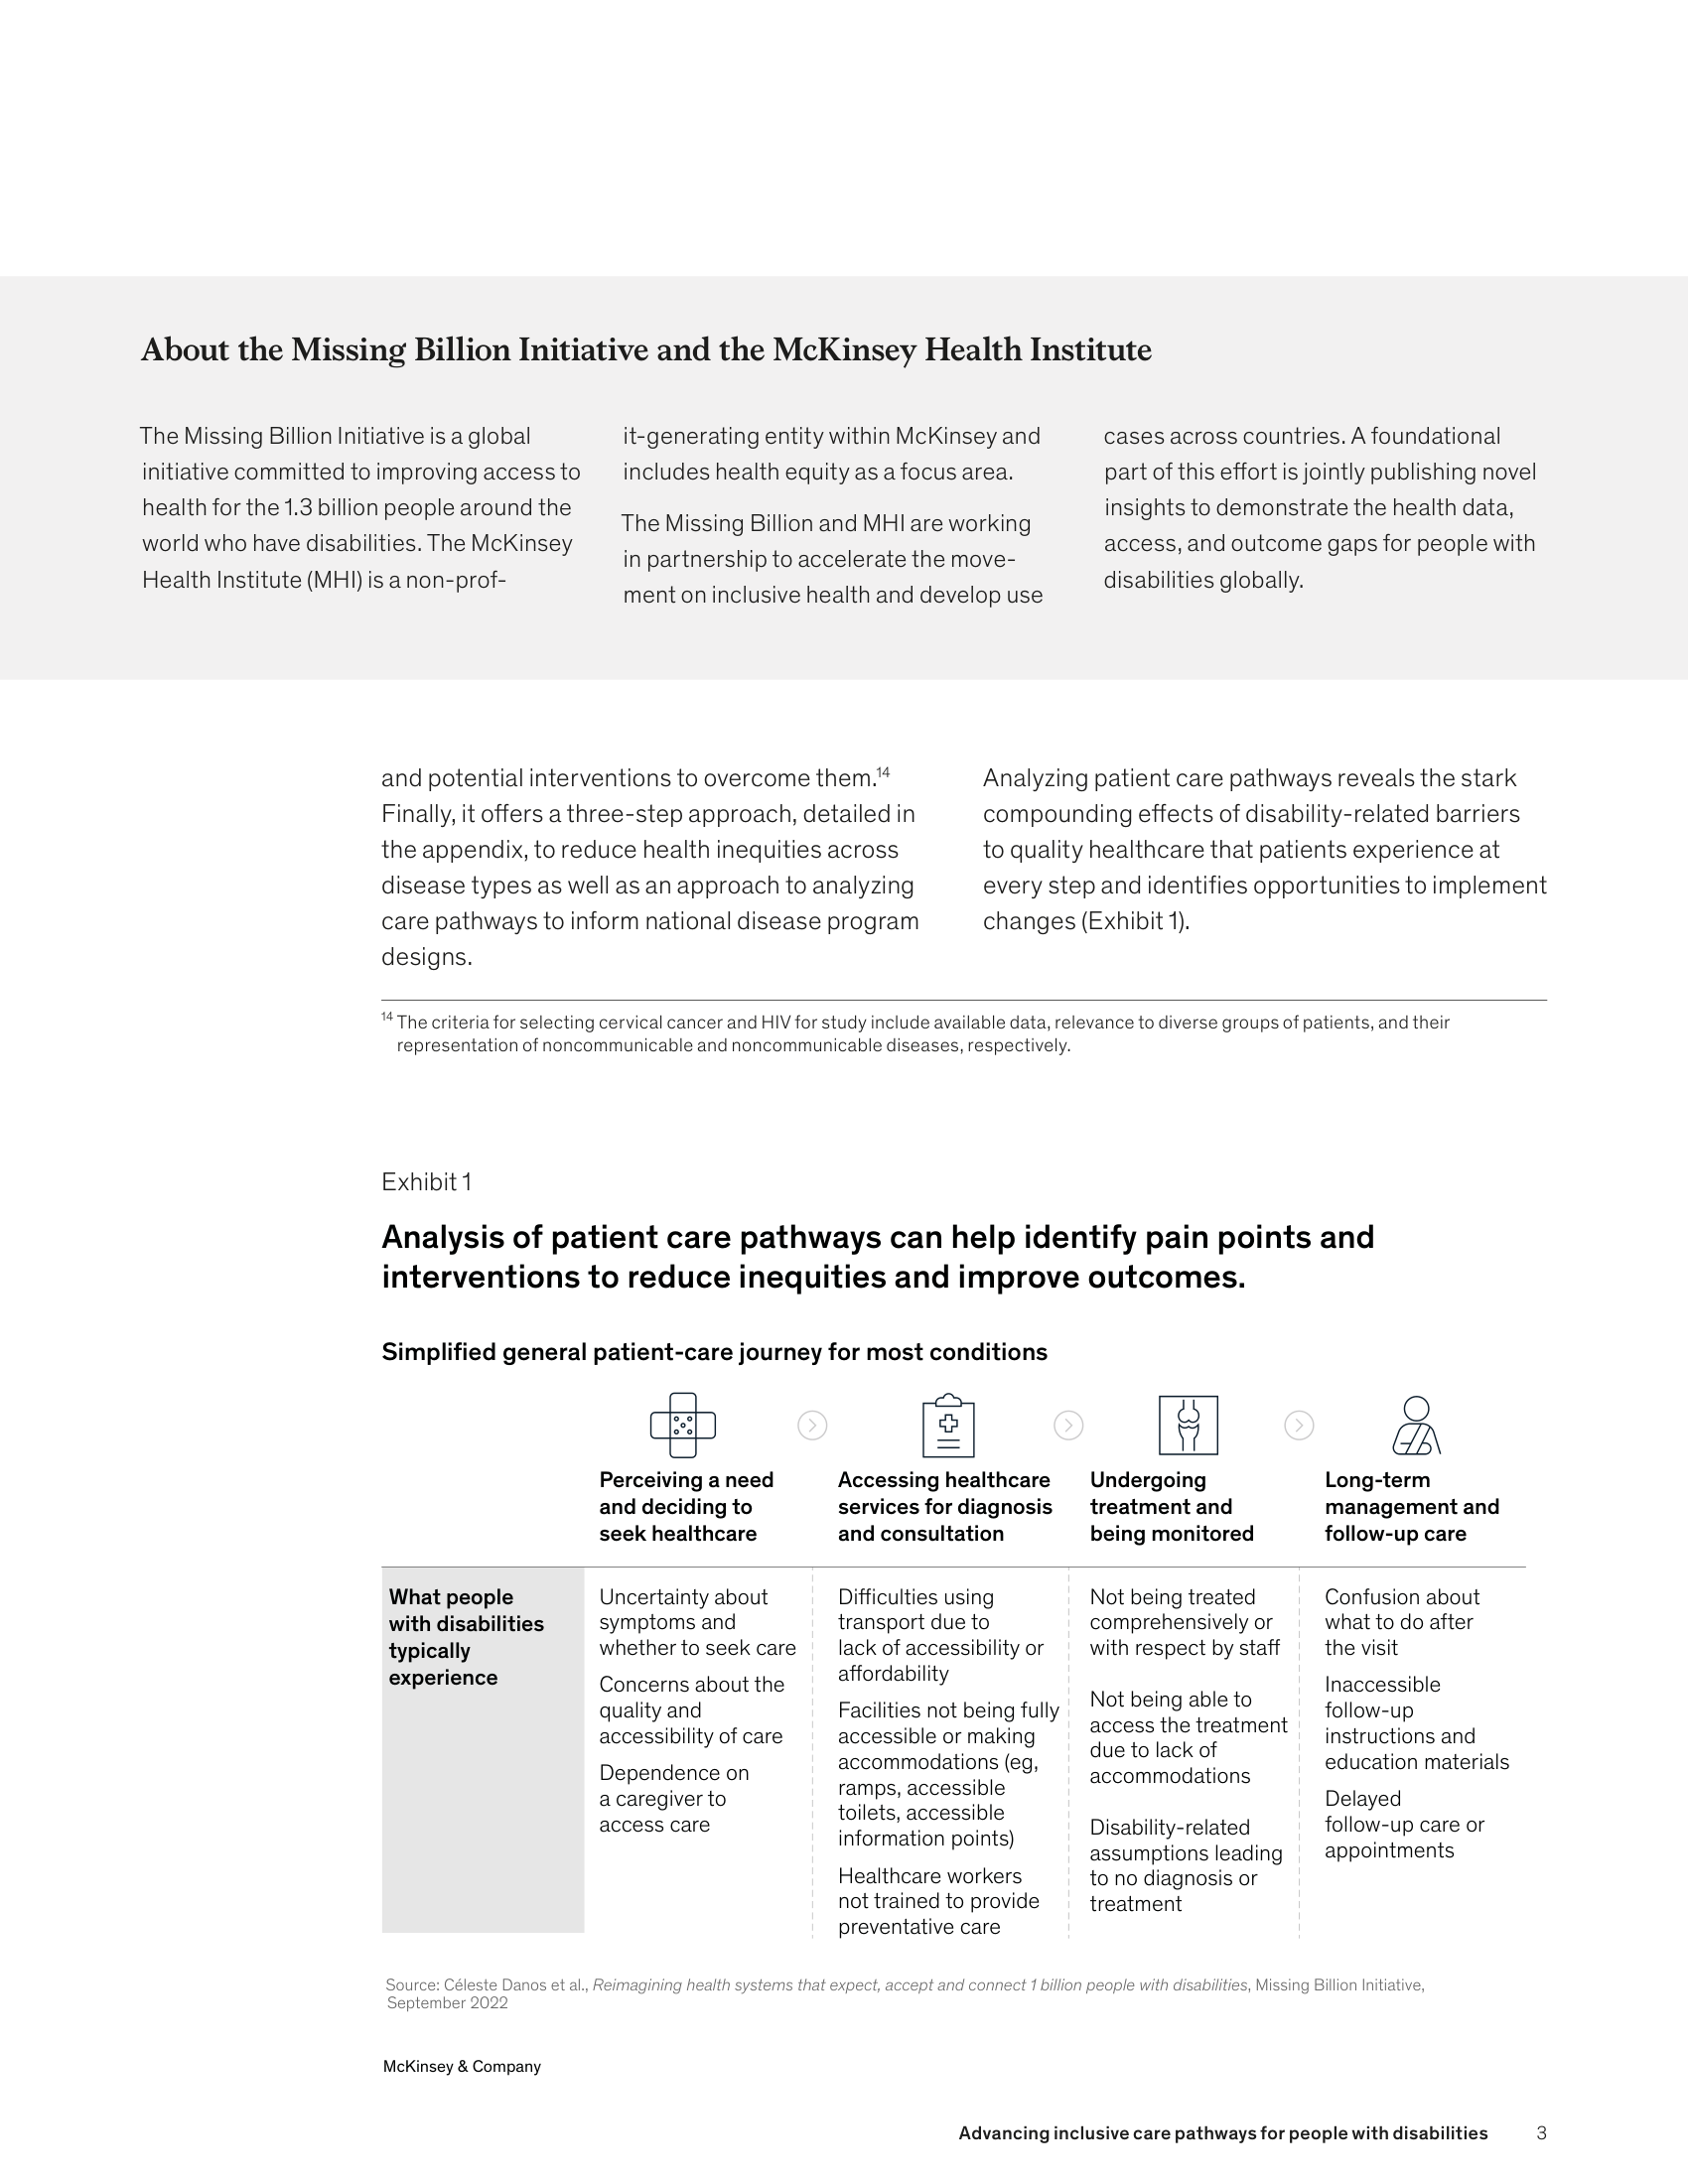 About the Missing Billion Initiative and the McKinsey Health Institute
The Missing Billion Initiative is a global
initiative committed to improving access to
health for the 1.3 billion people around the
world who have disabilities. The McKinsey
Health Institute (MHI) is a non-prof-
it-generating entity within McKinsey and
includes health equity as a focus area.
The Missing Billion and MHI are working
in partnership to accelerate the move-
ment on inclusive health and develop use
cases across countries. A foundational
part of this effort is jointly publishing novel
insights to demonstrate the health data,
access, and outcome gaps for people with
disabilities globally.
and potential interventions to overcome them.14
Finally, it offers a three-step approach, detailed in
the appendix, to reduce health inequities across
disease types as well as an approach to analyzing
care pathways to inform national disease program
designs.
Analyzing patient care pathways reveals the stark
compounding effects of disability-related barriers
to quality healthcare that patients experience at
every step and identifies opportunities to implement
changes (Exhibit 1).
14 The criteria for selecting cervical cancer and HIV for study include available data, relevance to diverse groups of patients, and their
representation of noncommunicable and noncommunicable diseases, respectively.
Exhibit 1
Analysis of patient care pathways can help identify pain points and
interventions to reduce inequities and improve outcomes.
Simplified general patient-care journey for most conditions
Perceiving a need
and deciding to
seek healthcare
Accessing healthcare
services for diagnosis
and consultation
Undergoing
treatment and
being monitored
Long-term
management and
follow-up care
What people
with disabilities
typically
experience
Uncertainty about
symptoms and
whether to seek care
Concerns about the
quality and
accessibility of care
Dependence on
a caregiver to
access care
Difficulties using
transport due to
lack of accessibility or
affordability
Facilities not being fully
accessible or making
accommodations (eg,
ramps, accessible
toilets, accessible
information points)
Healthcare workers
not trained to provide
preventative care
Not being treated
comprehensively or
with respect by staff
Not being able to
access the treatment
due to lack of
accommodations
Disability-related
assumptions leading
to no diagnosis or
treatment
Confusion about
what to do after
the visit
Inaccessible
follow-up
instructions and
education materials
Delayed
follow-up care or
appointments
Source: Céleste Danos et al., Reimagining health systems that expect, accept and connect 1 billion people with disabilities, Missing Billion Initiative,
September 2022
McKinsey & Company
Advancing inclusive care pathways for people with disabilities 3